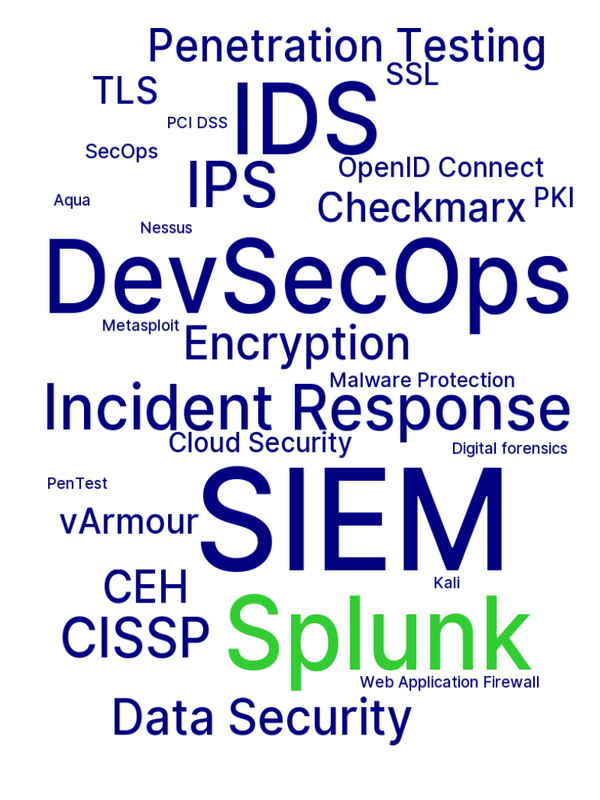 Penetration Testing
SSL
TLS
IDS
PCI DSS
SecOps
OpenID Connect
IPS
Aqua
Checkmarx
PKI
Nessus
DevSecOps
Metasploit
Encryption
Malware Protection
Incident Response
Cloud Security
Digital forensics
PenTest
SIEM
vArmour
Kali
CEH
CISSP
Splunk
Web Application Firewall
Data Security